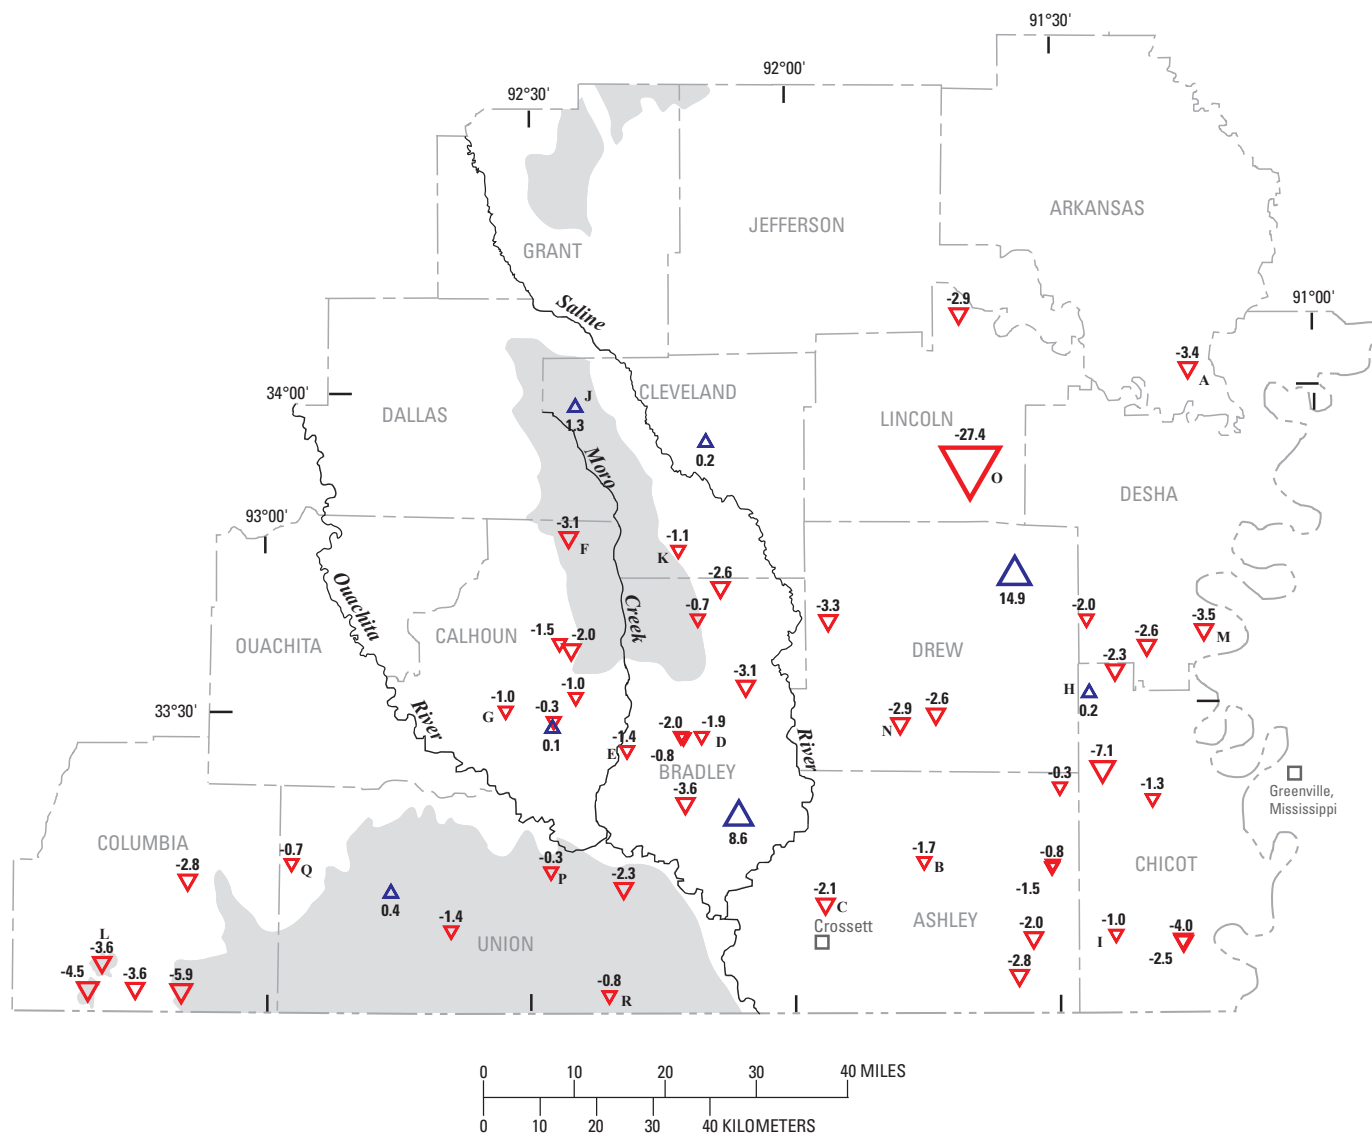 91°30'
92°00'
92°30'
ARKANSAS
JEFFERSON
GRANT
-2.9
91°00'
Saline
-3.4
A
34°00'
CLEVELAND
J
DALLAS
LINCOLN
1.3
-27.4
Moro
0.2
O
DESHA
93°00'
-3.1
F
-1.1
K
-2.6
14.9
Ouachita
Creek
-0.7
-3.3
-2.0
-3.5
M
CALHOUN
-1.5
-2.0
-2.6
OUACHITA
DREW
-2.3
-3.1
H
-1.0
0.2
33°30'
G
-1.0
-0.3
-2.9
N
-2.6
River
0.1
-2.0
-1.9
D
River
E
-1.4
-0.8
BRADLEY
-7.1
-0.3
-1.3
Greenville,
Mississippi
-3.6
8.6
COLUMBIA
-2.8
-0.7
Q
-0.3
P
-1.7
B
-0.8
CHICOT
-2.3
-1.5
0.4
-2.1
C
Crossett
ASHLEY
-1.4
UNION
-2.0
-1.0
I
-4.0
-2.5
L
-3.6
-4.5
-3.6
-5.9
-2.8
-0.8
R
0 10 20 30 40 MILES
0 10 20 30 40 KILOMETERS